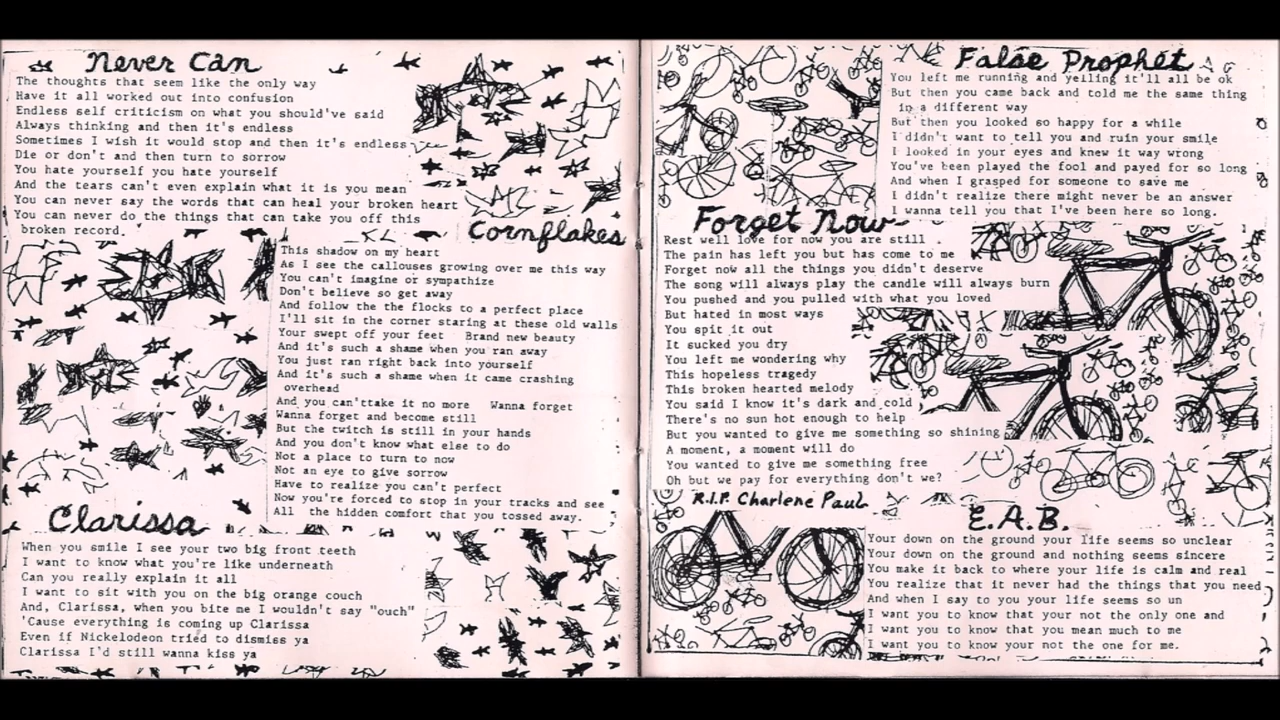 Never Can
The thoughts that seem like the only way
Have it all worked out into confusion
Endless self criticism on what you should've said
Always thinking and then it's endless
Sometimes I wish it would stop and then it's endless
Die or don't and then turn to sorrow
You hate yourself you hate yourself
And the tears can't even explain what it is you mean
You can never say the words that can heal your broken heart
You can never do the things that can take you off this
broken record.
Cornflakes
This shadow on my heart
As I see the callouses growing over me this way
You can't imagine or sympathize
Don't believe so get away
And follow the the flocks to a perfect place
I'll sit in the corner staring at these old walls
Your swept off your feet   Brand new beauty
And it's such a shame when you ran away
You just ran right back into yourself
And it's such a shame when it came crashing
overhead
And you can'ttake it no more   Wanna forget
Wanna forget and become still
But the twitch is still in your hands
And you don't know what else to do
Not a place to turn to now
Not an eye to give sorrow
Have to realize you can't perfect
Now you're forced to stop in your tracks and see
All  the hidden comfort that you tossed away.
Clarissa
When you smile I see your two big front teeth
I want to know what you're like underneath
Can you really explain it all
I want to sit with you on the big orange couch
And, Clarissa, when you bite me I wouldn't say "ouch"
'Cause everything is coming up Clarissa
Even if Nickelodeon tried to dismiss ya
Clarissa I'd still wanna kiss ya
False Prophet
You left me running and yelling it'll all be ok
But then you came back and told me the same thing
in a different way
But then you looked so happy for a while
I didn't want to tell you and ruin your smile
I looked in your eyes and knew it way wrong
You've been played the fool and payed for so long
And when I grasped for someone to save me
I didn't realize there might never be an answer
I wanna tell you that I've been here so long.
Forget Now
Rest well love for now you are still .
The pain has left you but has come to me
Forget now all the things you didn't deserve
The song will always play the candle will always burn
You pushed and you pulled with what you loved
But hated in most ways
You spit it out
It sucked you dry
You left me wondering why
This hopeless tragedy
This broken hearted melody
You said I know it's dark and cold
There's no sun hot enough to help
But you wanted to give me something so shining
A moment, a moment will do
You wanted to give me something free
Oh but we pay for everything don't we?
R.I.P. Charlene Paul
E.A.B.
Your down on the ground your life seems so unclear
Your down on the ground and nothing seems sincere
You make it back to where your life is calm and real
You realize that it never had the things that you need
And when I say to you your life seems so un
I want you to know that your not the only one and
I want you to know that you mean much to me
I want you to know your not the one for me.